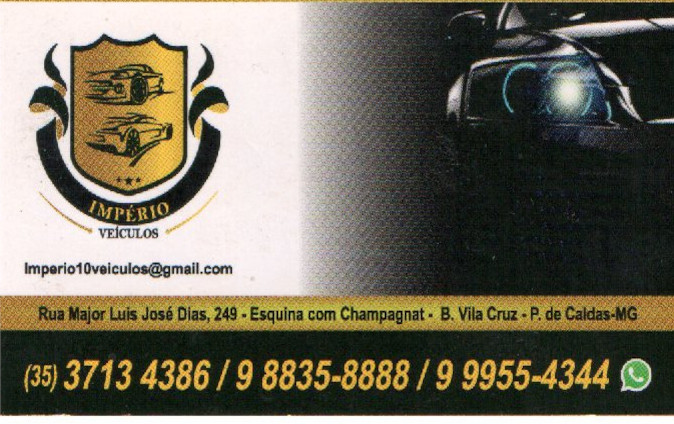 IMPÉRIO
VEÍCULOS
Imperio10veiculos@gmail.com
Rua Major Luis José Dias, 249 - Esquina com Champagnat - B. Vila Cruz - P. de Caldas-MG
(35) 3713 4386 / 9 8835-8888 / 9 9955-4344